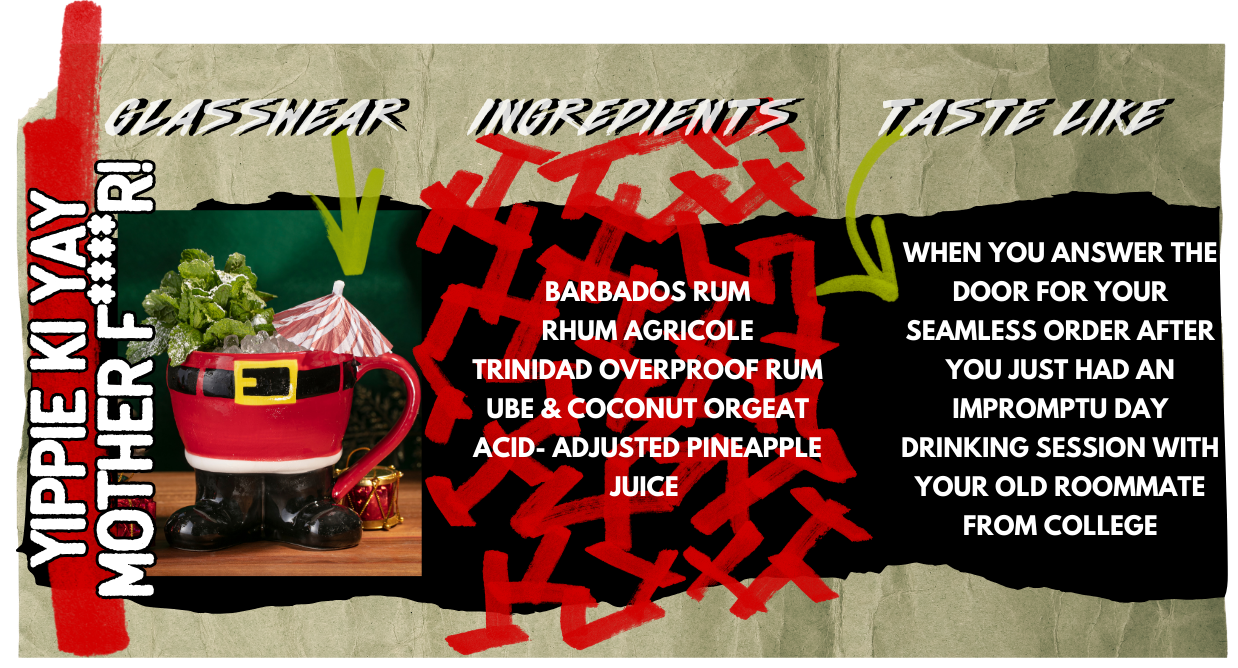 YIPPIE KI YAY
MOTHER F****R!
GLASSWEAR
INGREDIENTS
BARBADOS RUM
RHUM AGRICOLE
TRINIDAD OVERPROOF RUM
UBE & COCONUT ORGEAT
ACID- ADJUSTED PINEAPPLE
JUICE
TASTE LIKE
WHEN YOU ANSWER THE
DOOR FOR YOUR
SEAMLESS ORDER AFTER
YOU JUST HAD AN
IMPROMPTU DAY
DRINKING SESSION WITH
YOUR OLD ROOMMATE
FROM COLLEGE